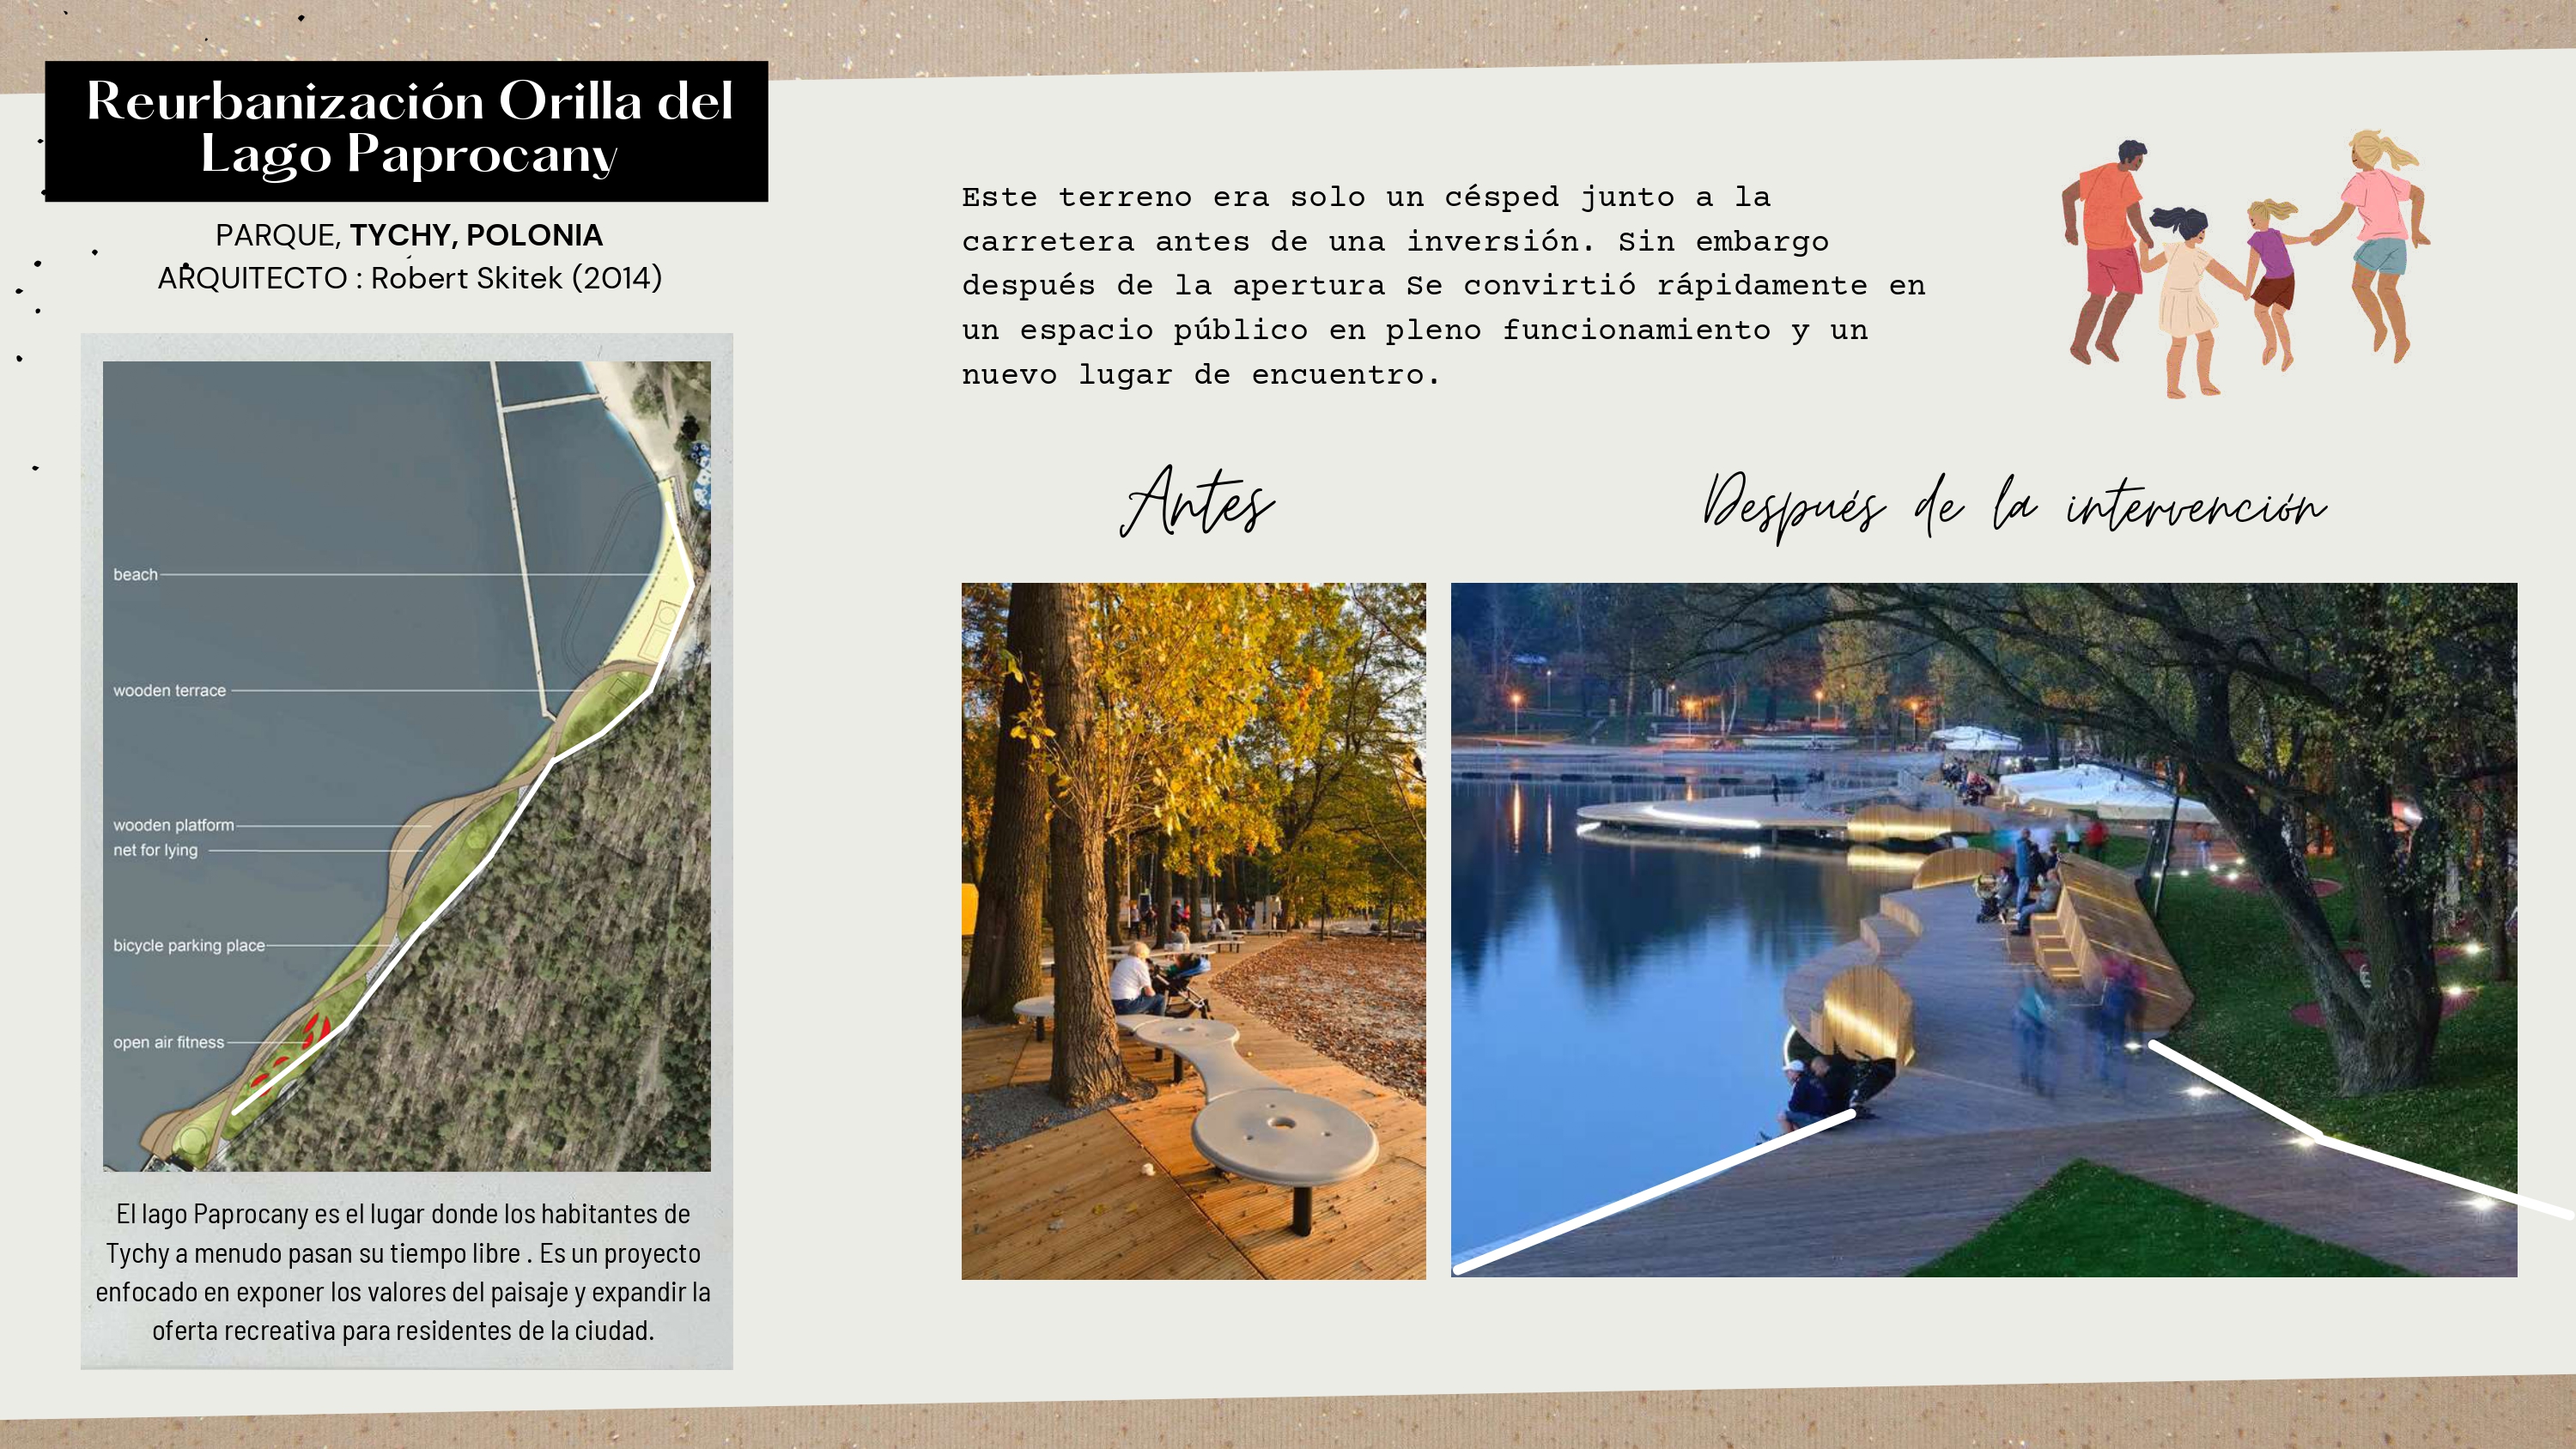 Reurbanización Orilla del
Lago Paprocany
PARQUE, TYCHY, POLONIA
ARQUITECTO : Robert Skitek (2014)
beach
wooden terrace
wooden platform
net for lying
bicycle parking place
open air fitness
El lago Paprocany es el lugar donde los habitantes de
Tychy a menudo pasan su tiempo libre . Es un proyecto
enfocado en exponer los valores del paisaje y expandir la
oferta recreativa para residentes de la ciudad.
Este terreno era solo un césped junto a la
carretera antes de una inversión. Sin embargo
después de la apertura Se convirtió rápidamente en
un espacio público en pleno funcionamiento y un
nuevo lugar de encuentro.
Antes
Después de la intervención